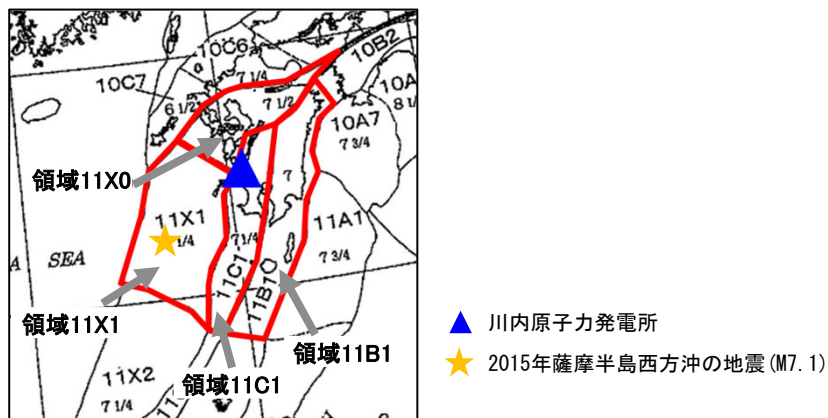 10C6
10B2
7 1/4
10C7
10A
6 1/2
7 1/2
8 1/
10A7
7 3/4
領域11X0
7
11X1
1/4
7 1/4
11A1
A SEA
7 3/4
11C1
11B1
領域11X1
領域11B1
11X2
領域11C1
7 1/4
11
川内原子力発電所
2015年薩摩半島西方沖の地震(M7.1)